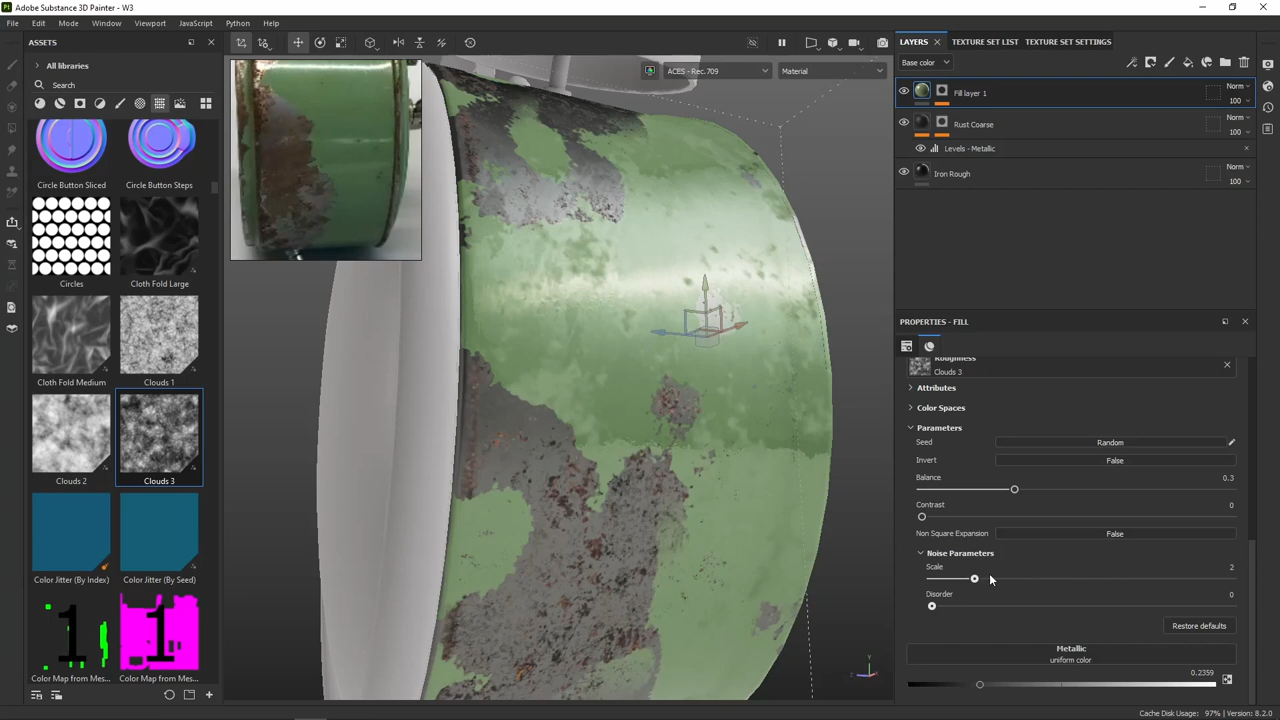 Adobe Substance 3D Painter - W3
File Edit Mode Window Viewport JavaScript Python Help
ASSETS
All libraries
Search
Circle Button Sliced
Circle Button Steps
Circles
Cloth Fold Large
Cloth Fold Medium
Clouds 1
Clouds 2
Clouds 3
Color Jitter (By Index)
Color Jitter (By Seed)
Color Map from Mes...
Color Map from Mes...
ACES - Rec.709
Material
LAYERS
TEXTURE SET LIST
TEXTURE SET SETTINGS
Base color
Fill layer 1
Norm
100
Rust Coarse
Norm
100
Levels - Metallic
Iron Rough
Norm
100
PROPERTIES - FILL
Roughness
Clouds 3
Attributes
Color Spaces
Parameters
Seed Random
Invert False
Balance 0.3
Contrast 0
Non Square Expansion False
Noise Parameters
Scale 2
Disorder 0
Restore defaults
Metallic
uniform color
0.2359
Cache Disk Usage: 97% | Version: 8.2.0